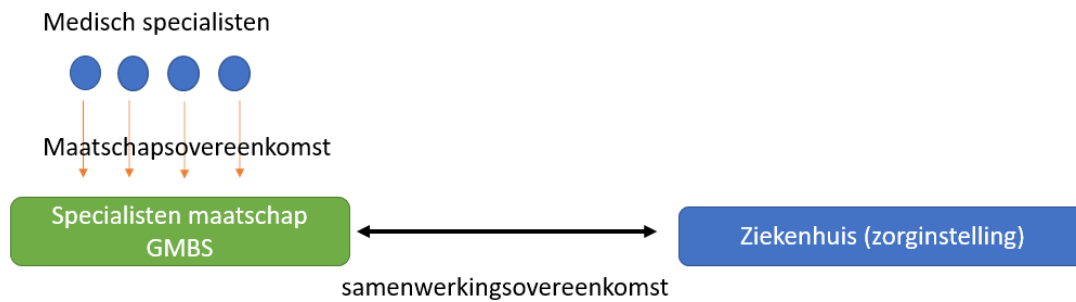 Medisch specialisten
Maatschapsovereenkomst
Specialisten maatschap
GMBS
Ziekenhuis (zorginstelling)
samenwerkingsovereenkomst